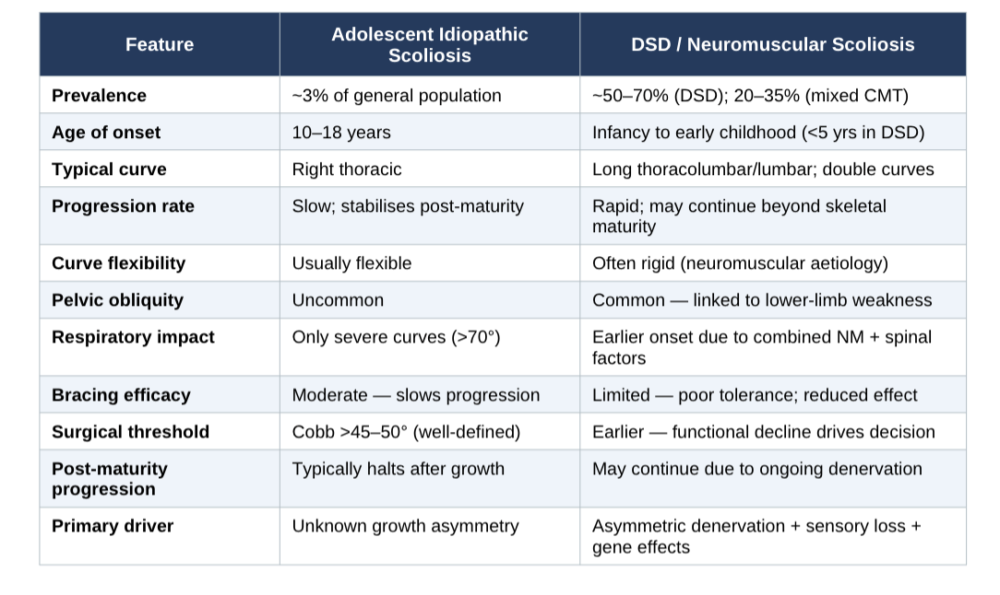 Feature
Adolescent Idiopathic
Scoliosis
DSD / Neuromuscular Scoliosis
Prevalence
~3% of general population
~50–70% (DSD); 20–35% (mixed CMT)
Age of onset
10–18 years
Infancy to early childhood (<5 yrs in DSD)
Typical curve
Right thoracic
Long thoracolumbar/lumbar; double curves
Progression rate
Slow; stabilises post-maturity
Rapid; may continue beyond skeletal
maturity
Curve flexibility
Usually flexible
Often rigid (neuromuscular aetiology)
Pelvic obliquity
Uncommon
Common — linked to lower-limb weakness
Respiratory impact
Only severe curves (>70°)
Earlier onset due to combined NM + spinal
factors
Bracing efficacy
Moderate — slows progression
Limited — poor tolerance; reduced effect
Surgical threshold
Cobb >45–50° (well-defined)
Earlier — functional decline drives decision
Post-maturity
progression
Typically halts after growth
May continue due to ongoing denervation
Primary driver
Unknown growth asymmetry
Asymmetric denervation + sensory loss +
gene effects